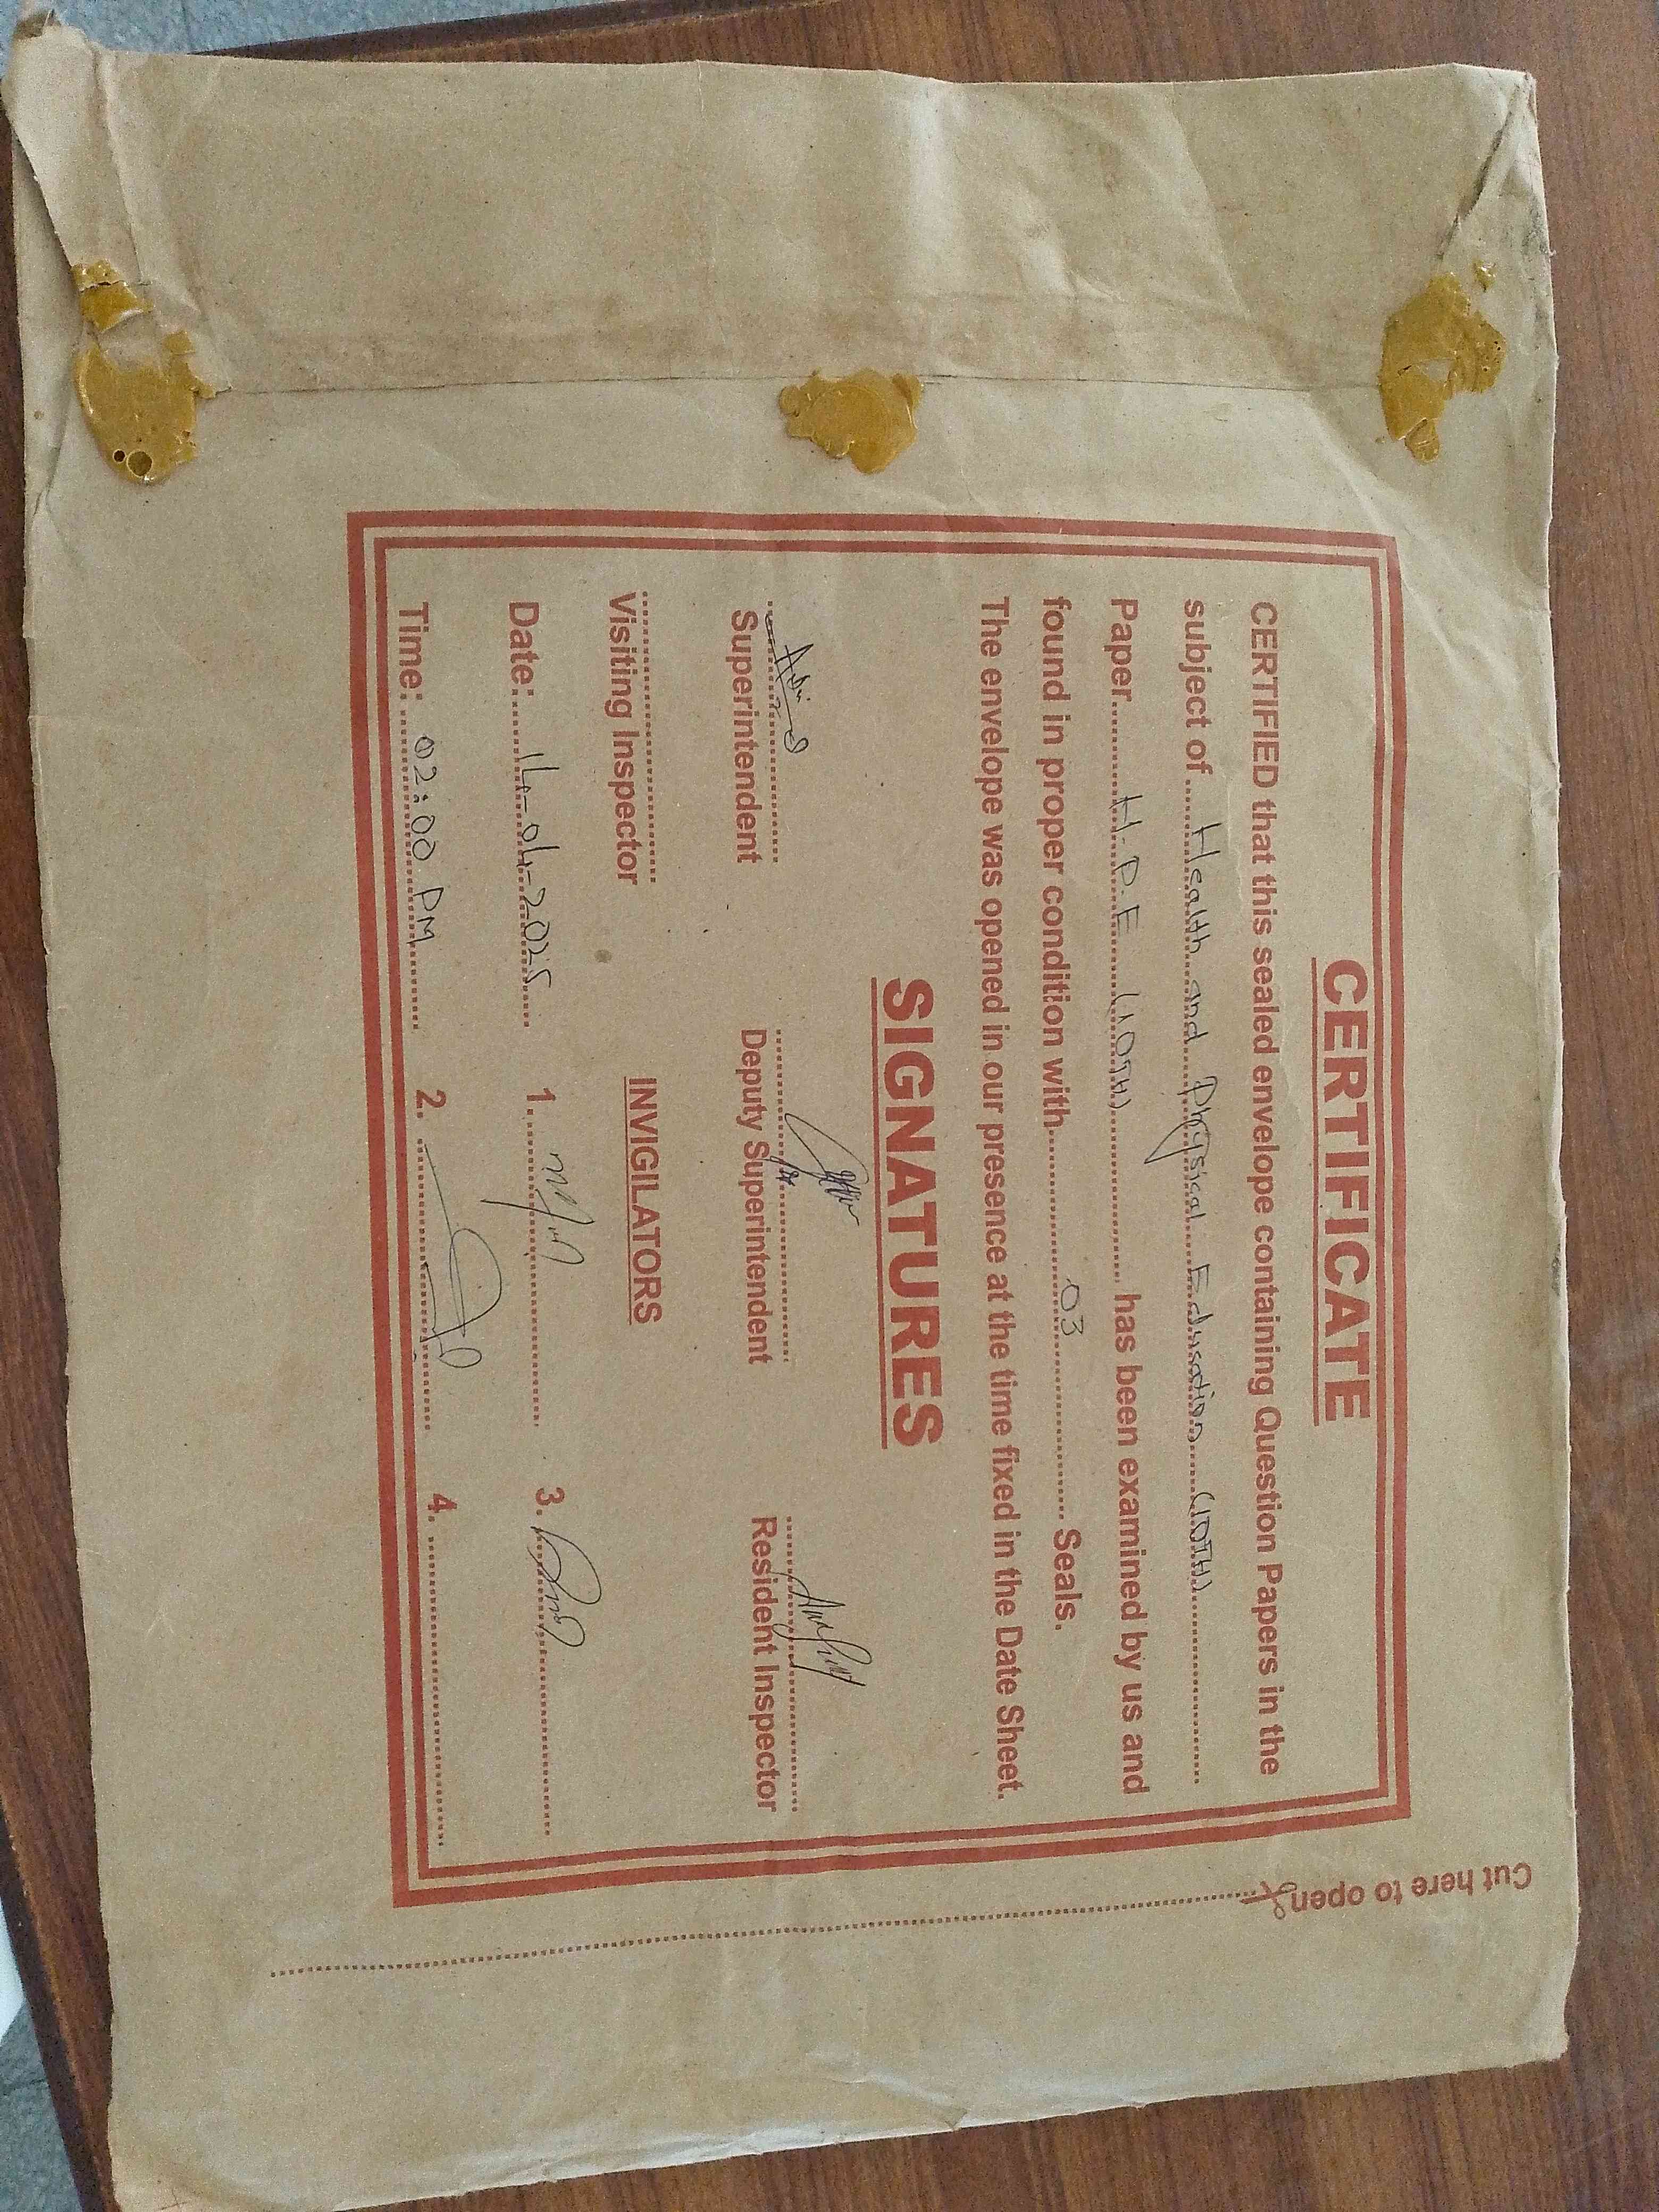 CERTIFICATE
CERTIFIED that this sealed envelope containing Question Papers in the
subject of Health and Physical Education (10TH)
Paper H.P.E (10TH) has been examined by us and
found in proper condition with 03 Seals.
The envelope was opened in our presence at the time fixed in the Date Sheet.
SIGNATURES
Superintendent Deputy Superintendent Resident Inspector
Visiting Inspector INVIGILATORS
Date: 1. 3.
Time: 02:00 PM 2. 4.
Cut here to open